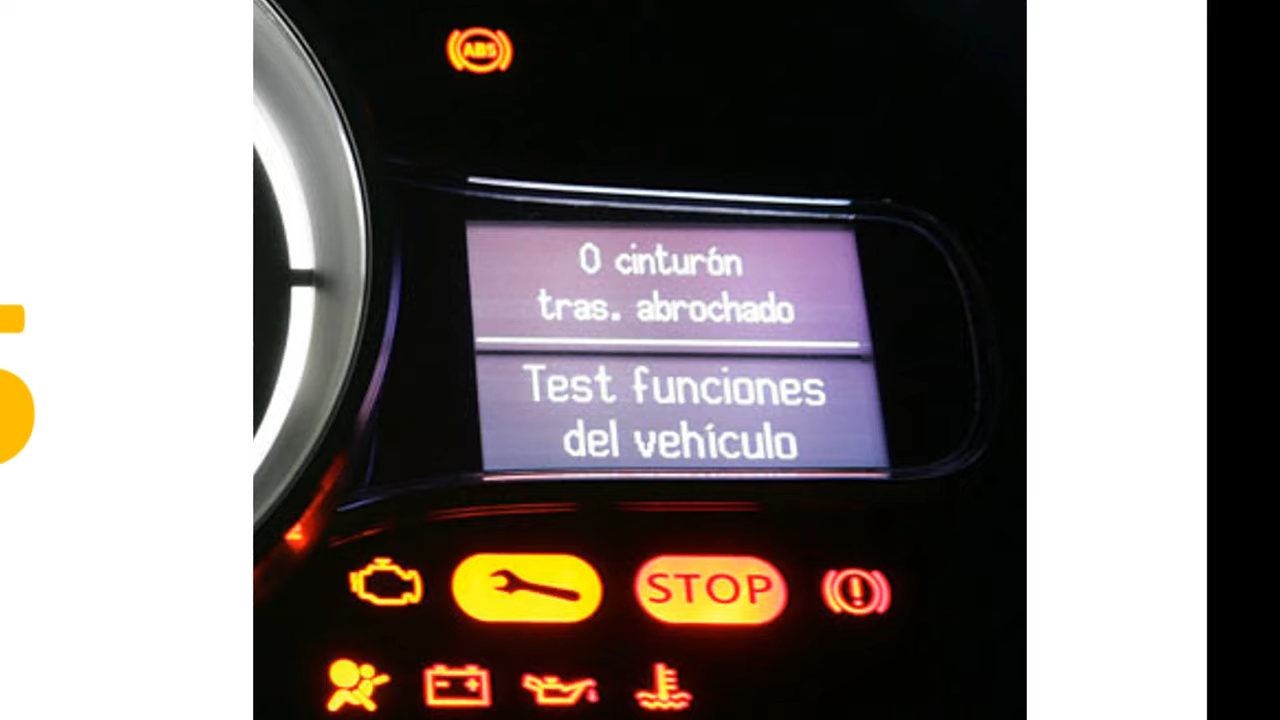 ABS
0 cinturón
tras. abrochado
Test funciones
del vehículo
STOP